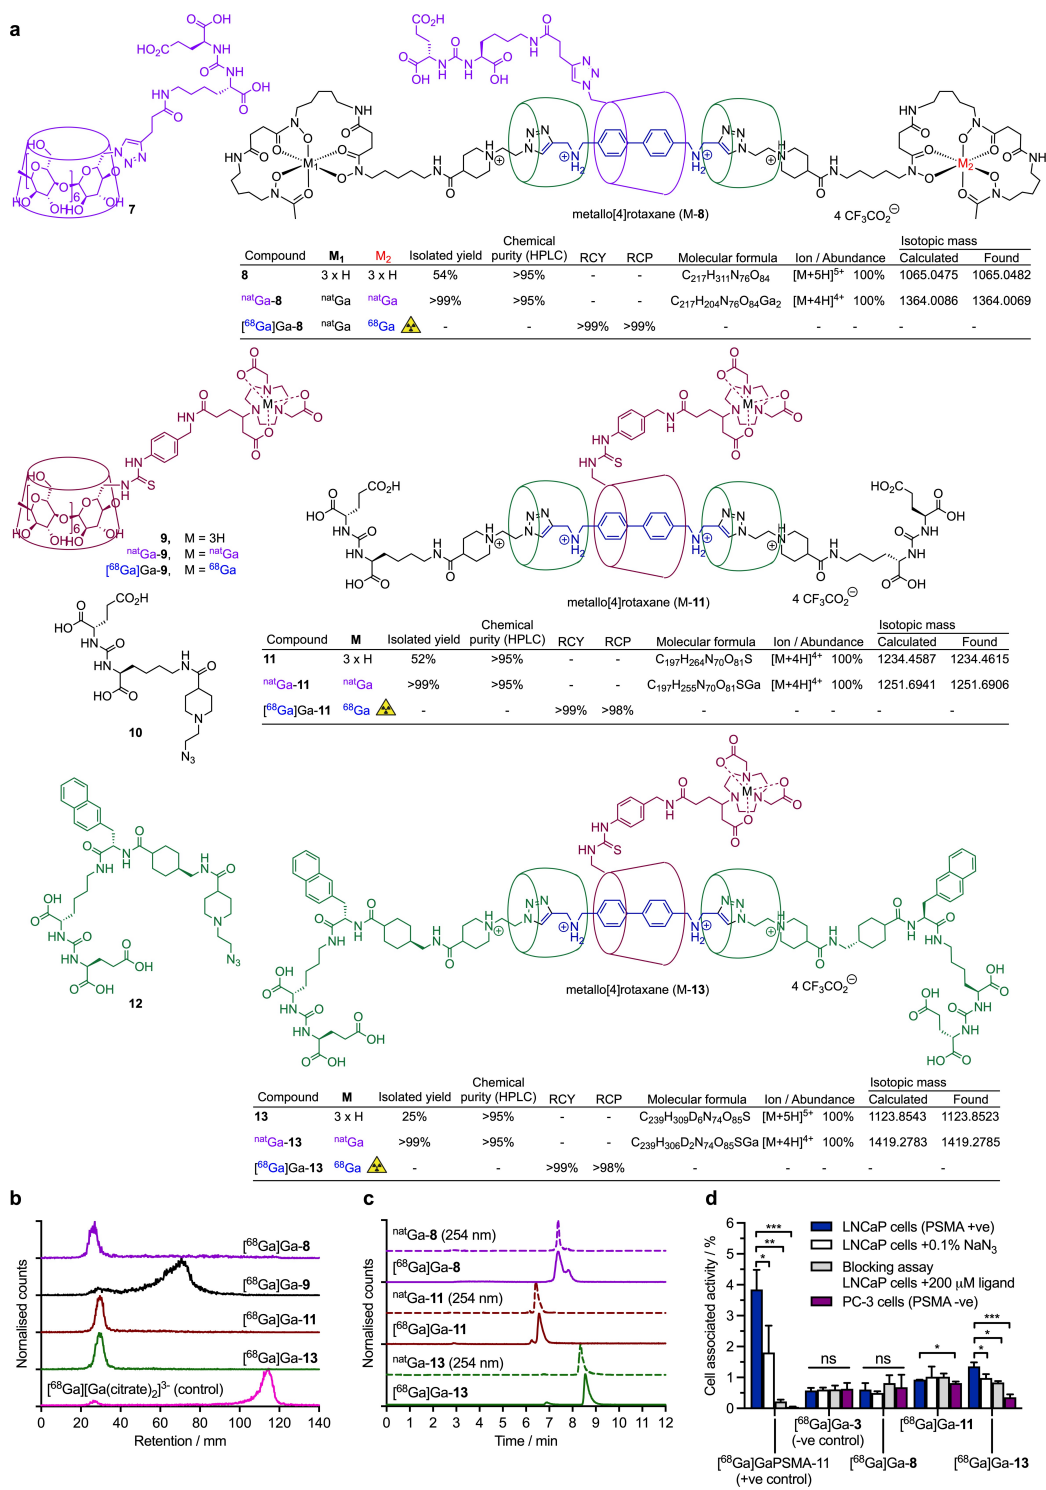 a
7
metallo[4]rotaxane (M-8)
4 CF₃CO₂⊖
Isotopic mass
Compound M₁ M₂ Isolated yield Chemical purity (HPLC) RCY RCP Molecular formula Ion / Abundance Calculated Found
8 3 x H 3 x H 54% >95% - - C₂₁₇H₃₁₁N₇₆O₈₄ [M+5H]⁵⁺ 100% 1065.0475 1065.0482
ⁿᵃᵗGa-8 ⁿᵃᵗGa ⁿᵃᵗGa >99% >95% - - C₂₁₇H₂₀₄N₇₆O₈₄Ga₂ [M+4H]⁴⁺ 100% 1364.0086 1364.0069
[⁶⁸Ga]Ga-8 ⁿᵃᵗGa ⁶⁸Ga - - >99% >99% - - - - -
9, M = 3H
ⁿᵃᵗGa-9, M = ⁿᵃᵗGa
[⁶⁸Ga]Ga-9, M = ⁶⁸Ga
metallo[4]rotaxane (M-11)
4 CF₃CO₂⊖
10
Isotopic mass
Compound M Isolated yield Chemical purity (HPLC) RCY RCP Molecular formula Ion / Abundance Calculated Found
11 3 x H 52% >95% - - C₁₉₇H₂₆₄N₇₀O₈₁S [M+4H]⁴⁺ 100% 1234.4587 1234.4615
ⁿᵃᵗGa-11 ⁿᵃᵗGa >99% >95% - - C₁₉₇H₂₅₅N₇₀O₈₁SGa [M+4H]⁴⁺ 100% 1251.6941 1251.6906
[⁶⁸Ga]Ga-11 ⁶⁸Ga - - >99% >98% - - - - -
12
metallo[4]rotaxane (M-13)
4 CF₃CO₂⊖
Isotopic mass
Compound M Isolated yield Chemical purity (HPLC) RCY RCP Molecular formula Ion / Abundance Calculated Found
13 3 x H 25% >95% - - C₂₃₉H₃₀₉D₆N₇₄O₈₅S [M+5H]⁵⁺ 100% 1123.8543 1123.8523
ⁿᵃᵗGa-13 ⁿᵃᵗGa >99% >95% - - C₂₃₉H₃₀₆D₂N₇₄O₈₅SGa [M+4H]⁴⁺ 100% 1419.2783 1419.2785
[⁶⁸Ga]Ga-13 ⁶⁸Ga - - >99% >98% - - - - -
b
Normalised counts
[⁶⁸Ga]Ga-8
[⁶⁸Ga]Ga-9
[⁶⁸Ga]Ga-11
[⁶⁸Ga]Ga-13
[⁶⁸Ga][Ga(citrate)₂]³⁻ (control)
0 20 40 60 80 100 120 140
Retention / mm
c
Normalised counts
ⁿᵃᵗGa-8 (254 nm)
[⁶⁸Ga]Ga-8
ⁿᵃᵗGa-11 (254 nm)
[⁶⁸Ga]Ga-11
ⁿᵃᵗGa-13 (254 nm)
[⁶⁸Ga]Ga-13
0 1 2 3 4 5 6 7 8 9 10 11 12
Time / min
d
Cell associated activity / %
6
5
4
3
2
1
0
LNCaP cells (PSMA +ve)
LNCaP cells +0.1% NaN₃
Blocking assay
LNCaP cells +200 µM ligand
PC-3 cells (PSMA -ve)
***
**
*
ns
ns
*
***
*
*
[⁶⁸Ga]Ga-3
(-ve control)
[⁶⁸Ga]Ga-11
[⁶⁸Ga]GaPSMA-11
(+ve control)
[⁶⁸Ga]Ga-8
[⁶⁸Ga]Ga-13